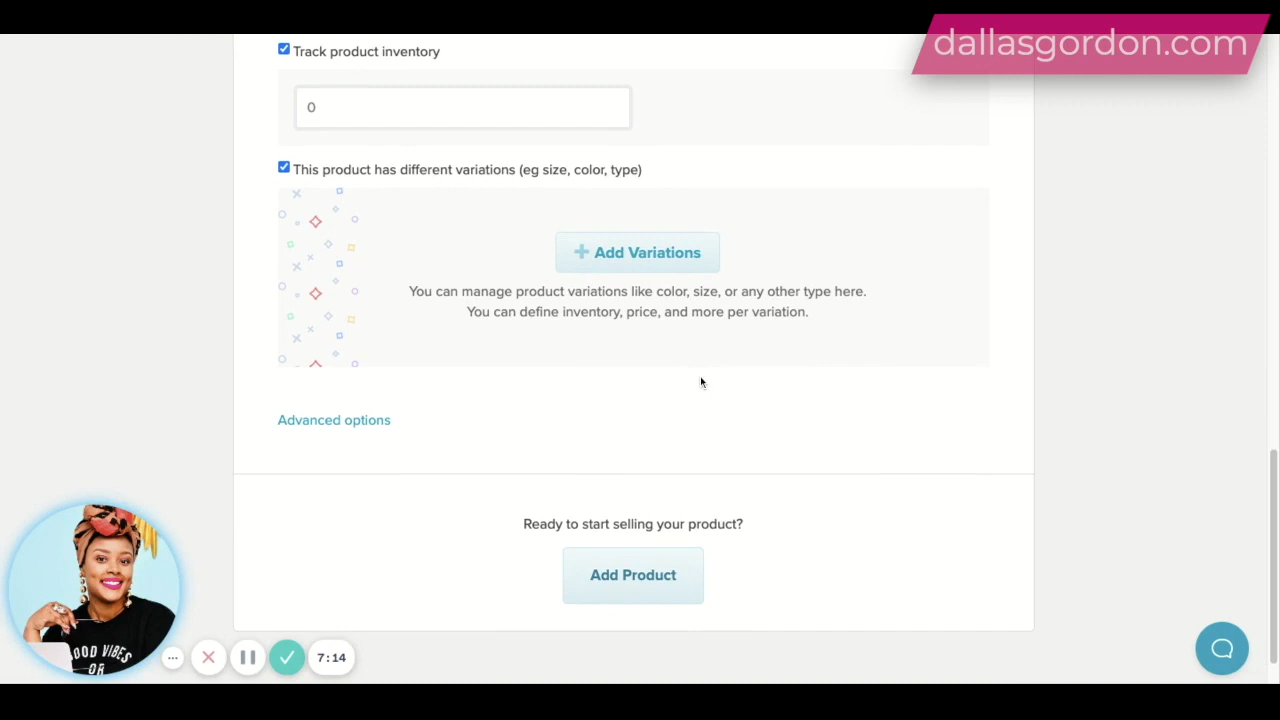 dallasgordon.com
Track product inventory
0
This product has different variations (eg size, color, type)
+ Add Variations
You can manage product variations like color, size, or any other type here.
You can define inventory, price, and more per variation.
Advanced options
Ready to start selling your product?
Add Product
OOD VIBES
OR
7:14